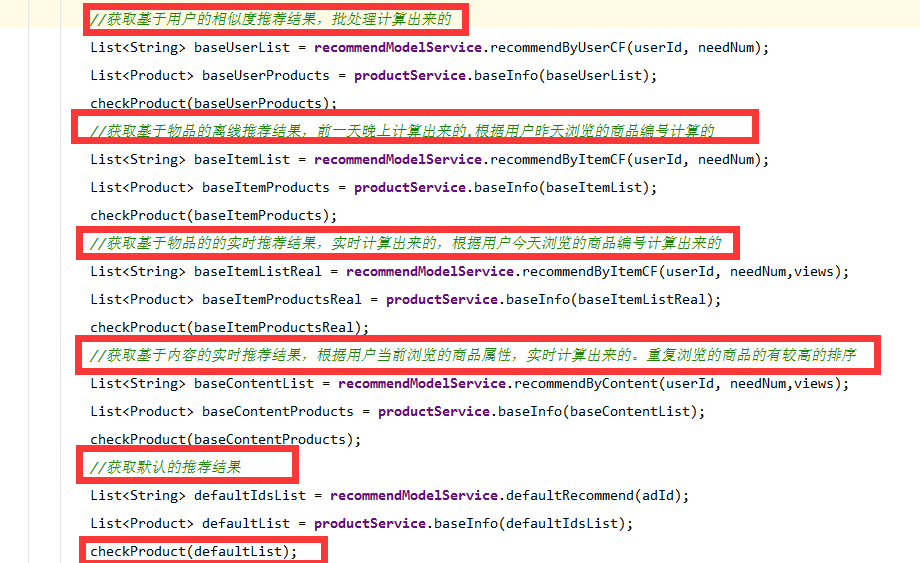 //获取基于用户的相似度推荐结果，批处理计算出来的
List<String> baseUserList = recommendModelService.recommendByUserCF(userId, needNum);
List<Product> baseUserProducts = productService.baseInfo(baseUserList);
checkProduct(baseUserProducts);
//获取基于物品的离线推荐结果，前一天晚上计算出来的,根据用户昨天浏览的商品编号计算的
List<String> baseItemList = recommendModelService.recommendByItemCF(userId, needNum);
List<Product> baseItemProducts = productService.baseInfo(baseItemList);
checkProduct(baseItemProducts);
//获取基于物品的的实时推荐结果，实时计算出来的，根据用户今天浏览的商品编号计算出来的
List<String> baseItemListReal = recommendModelService.recommendByItemCF(userId, needNum,views);
List<Product> baseItemProductsReal = productService.baseInfo(baseItemListReal);
checkProduct(baseItemProductsReal);
//获取基于内容的实时推荐结果，根据用户当前浏览的商品属性，实时计算出来的。重复浏览的商品的有较高的排序
List<String> baseContentList = recommendModelService.recommendByContent(userId, needNum,views);
List<Product> baseContentProducts = productService.baseInfo(baseContentList);
checkProduct(baseContentProducts);
//获取默认的推荐结果
List<String> defaultIdsList = recommendModelService.defaultRecommend(adId);
List<Product> defaultList = productService.baseInfo(defaultIdsList);
checkProduct(defaultList);